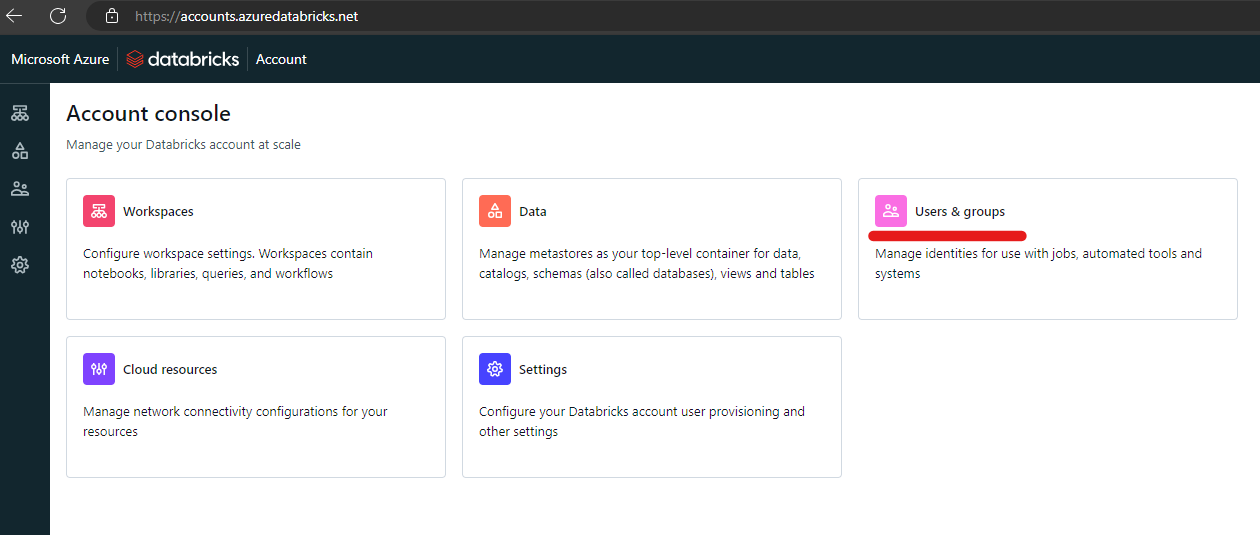 https://accounts.azuredatabricks.net
Microsoft Azure databricks Account
Account console
Manage your Databricks account at scale
Workspaces
Configure workspace settings. Workspaces contain
notebooks, libraries, queries, and workflows
Data
Manage metastores as your top-level container for data,
catalogs, schemas (also called databases), views and tables
Users & groups
Manage identities for use with jobs, automated tools and
systems
Cloud resources
Manage network connectivity configurations for your
resources
Settings
Configure your Databricks account user provisioning and
other settings